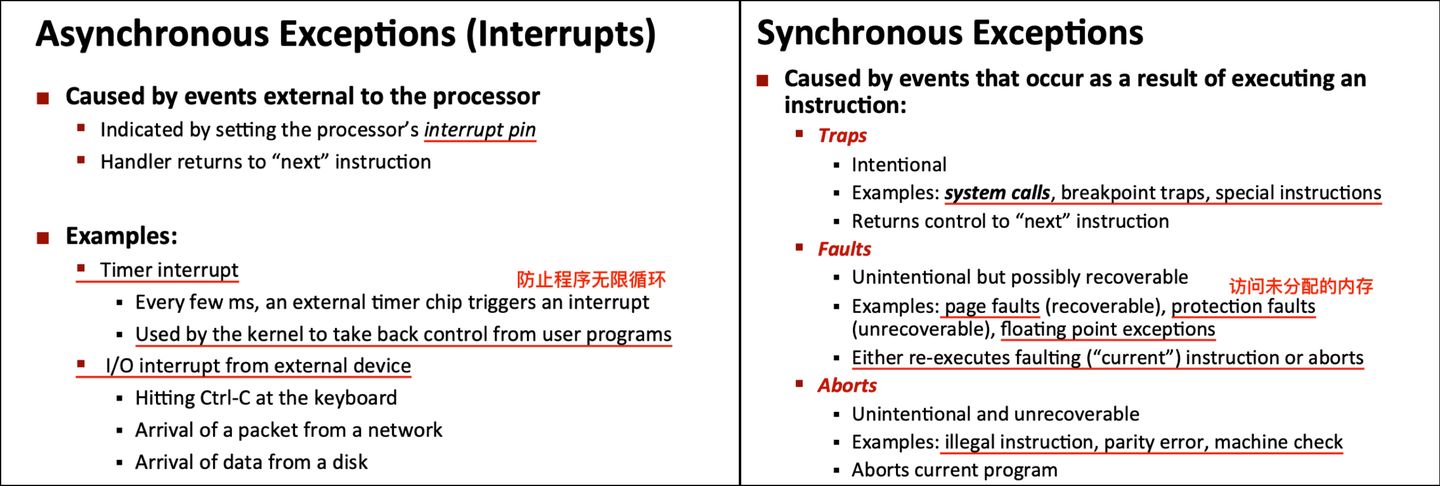 Asynchronous Exceptions (Interrupts)
Caused by events external to the processor
Indicated by setting the processor's interrupt pin
Handler returns to “next” instruction
Examples:
Timer interrupt
防止程序无限循环
Every few ms, an external timer chip triggers an interrupt
Used by the kernel to take back control from user programs
I/O interrupt from external device
Hitting Ctrl-C at the keyboard
Arrival of a packet from a network
Arrival of data from a disk
Synchronous Exceptions
Caused by events that occur as a result of executing an
instruction:
Traps
Intentional
Examples: system calls, breakpoint traps, special instructions
Returns control to “next” instruction
Faults
Unintentional but possibly recoverable
访问未分配的内存
Examples: page faults (recoverable), protection faults
(unrecoverable), floating point exceptions
Either re-executes faulting (“current”) instruction or aborts
Aborts
Unintentional and unrecoverable
Examples: illegal instruction, parity error, machine check
Aborts current program